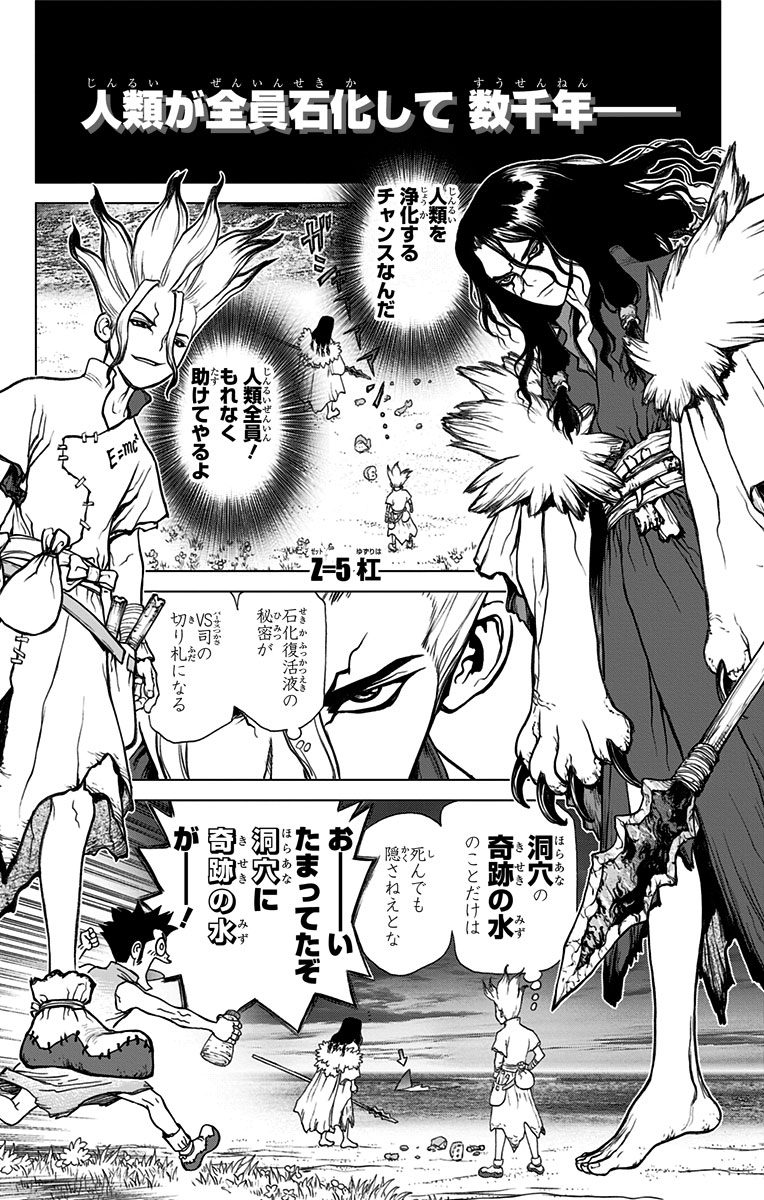 人類が全員石化して 数千年――
人類を
浄化する
チャンスなんだ
ガシャ
人類全員！
もれなく
助けてやるよ
E=mc²
Z=5 杠
石化復活液の
秘密が
VS司の
切り札になる
洞穴の
奇跡の水
のことだけは
死んでも
隠さねえとな
お――い
たまってたぞ
洞穴に
奇跡の水
が――！